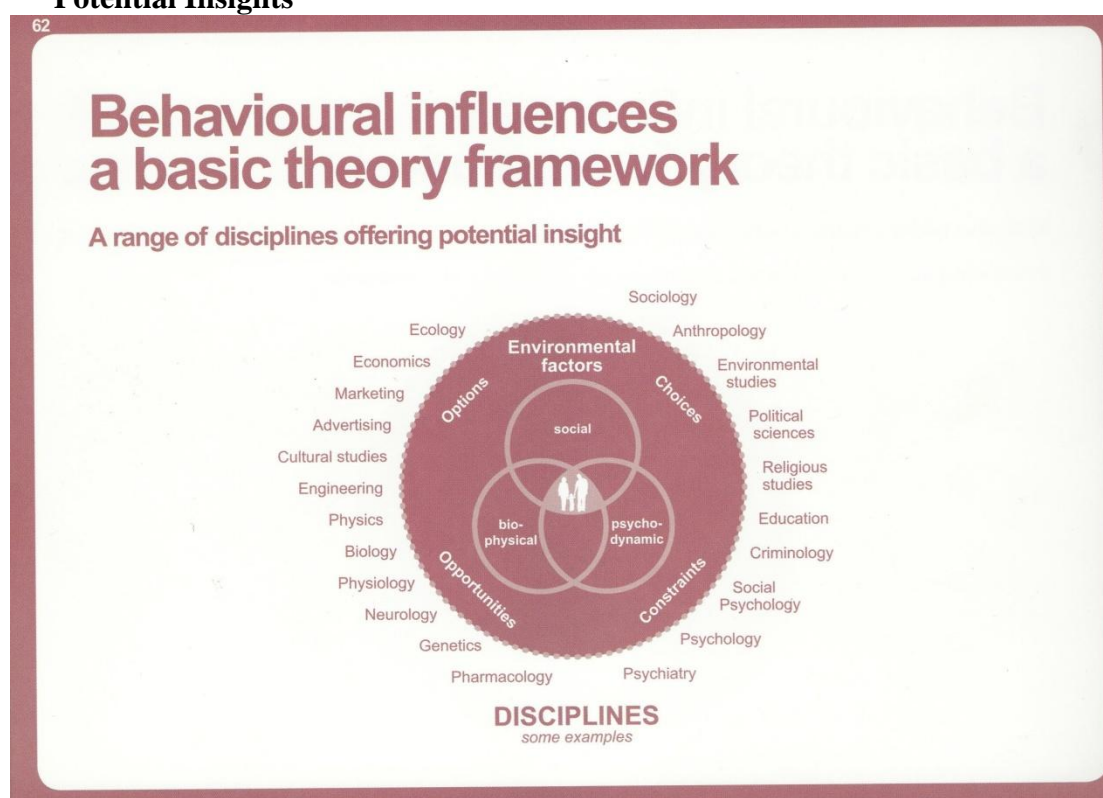 Potential Insights
62
Behavioural influences
a basic theory framework
A range of disciplines offering potential insight
Sociology
Anthropology
Environmental
studies
Political
sciences
Religious
studies
Education
Criminology
Social
Psychology
Psychology
Psychiatry
Ecology
Economics
Marketing
Advertising
Cultural studies
Engineering
Physics
Biology
Physiology
Neurology
Genetics
Pharmacology
Environmental
factors
Options
Choices
social
bio-
physical
psycho-
dynamic
Opportunities
Constraints
DISCIPLINES
some examples